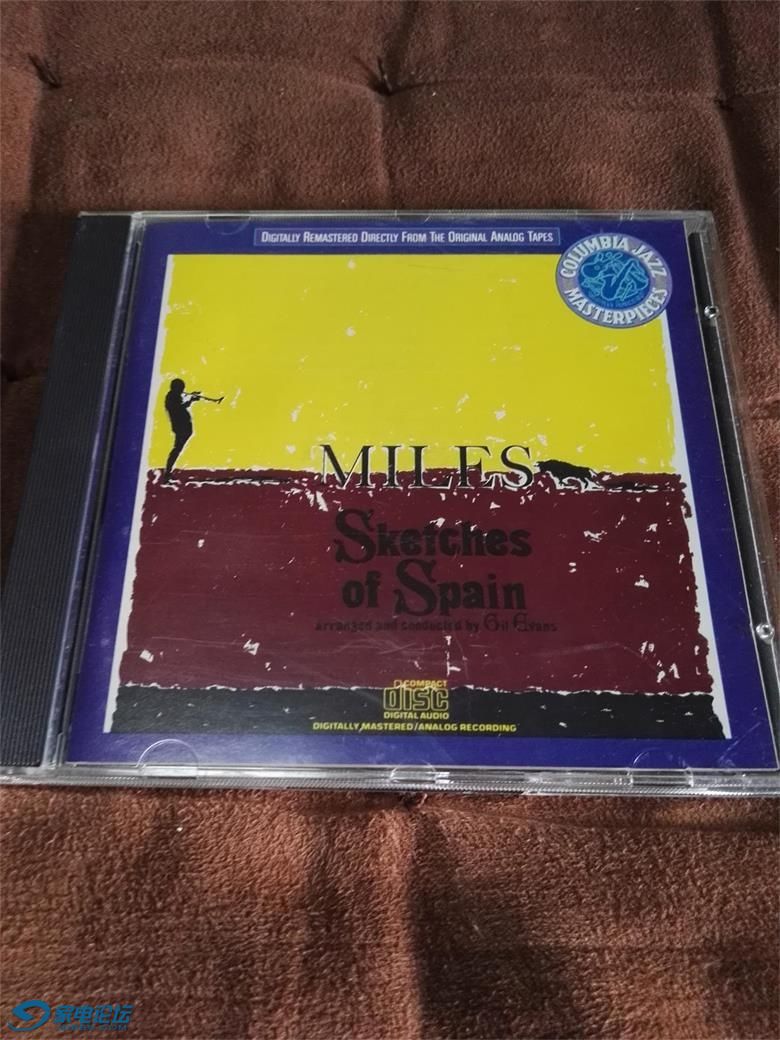 DIGITALLY REMASTERED DIRECTLY FROM THE ORIGINAL ANALOG TAPES
COLUMBIA JAZZ
MASTERPIECES
MILES
Sketches
of Spain
arranged and conducted by Gil Evans
COMPACT
disc
DIGITAL AUDIO
DIGITALLY MASTERED/ANALOG RECORDING
家电论坛